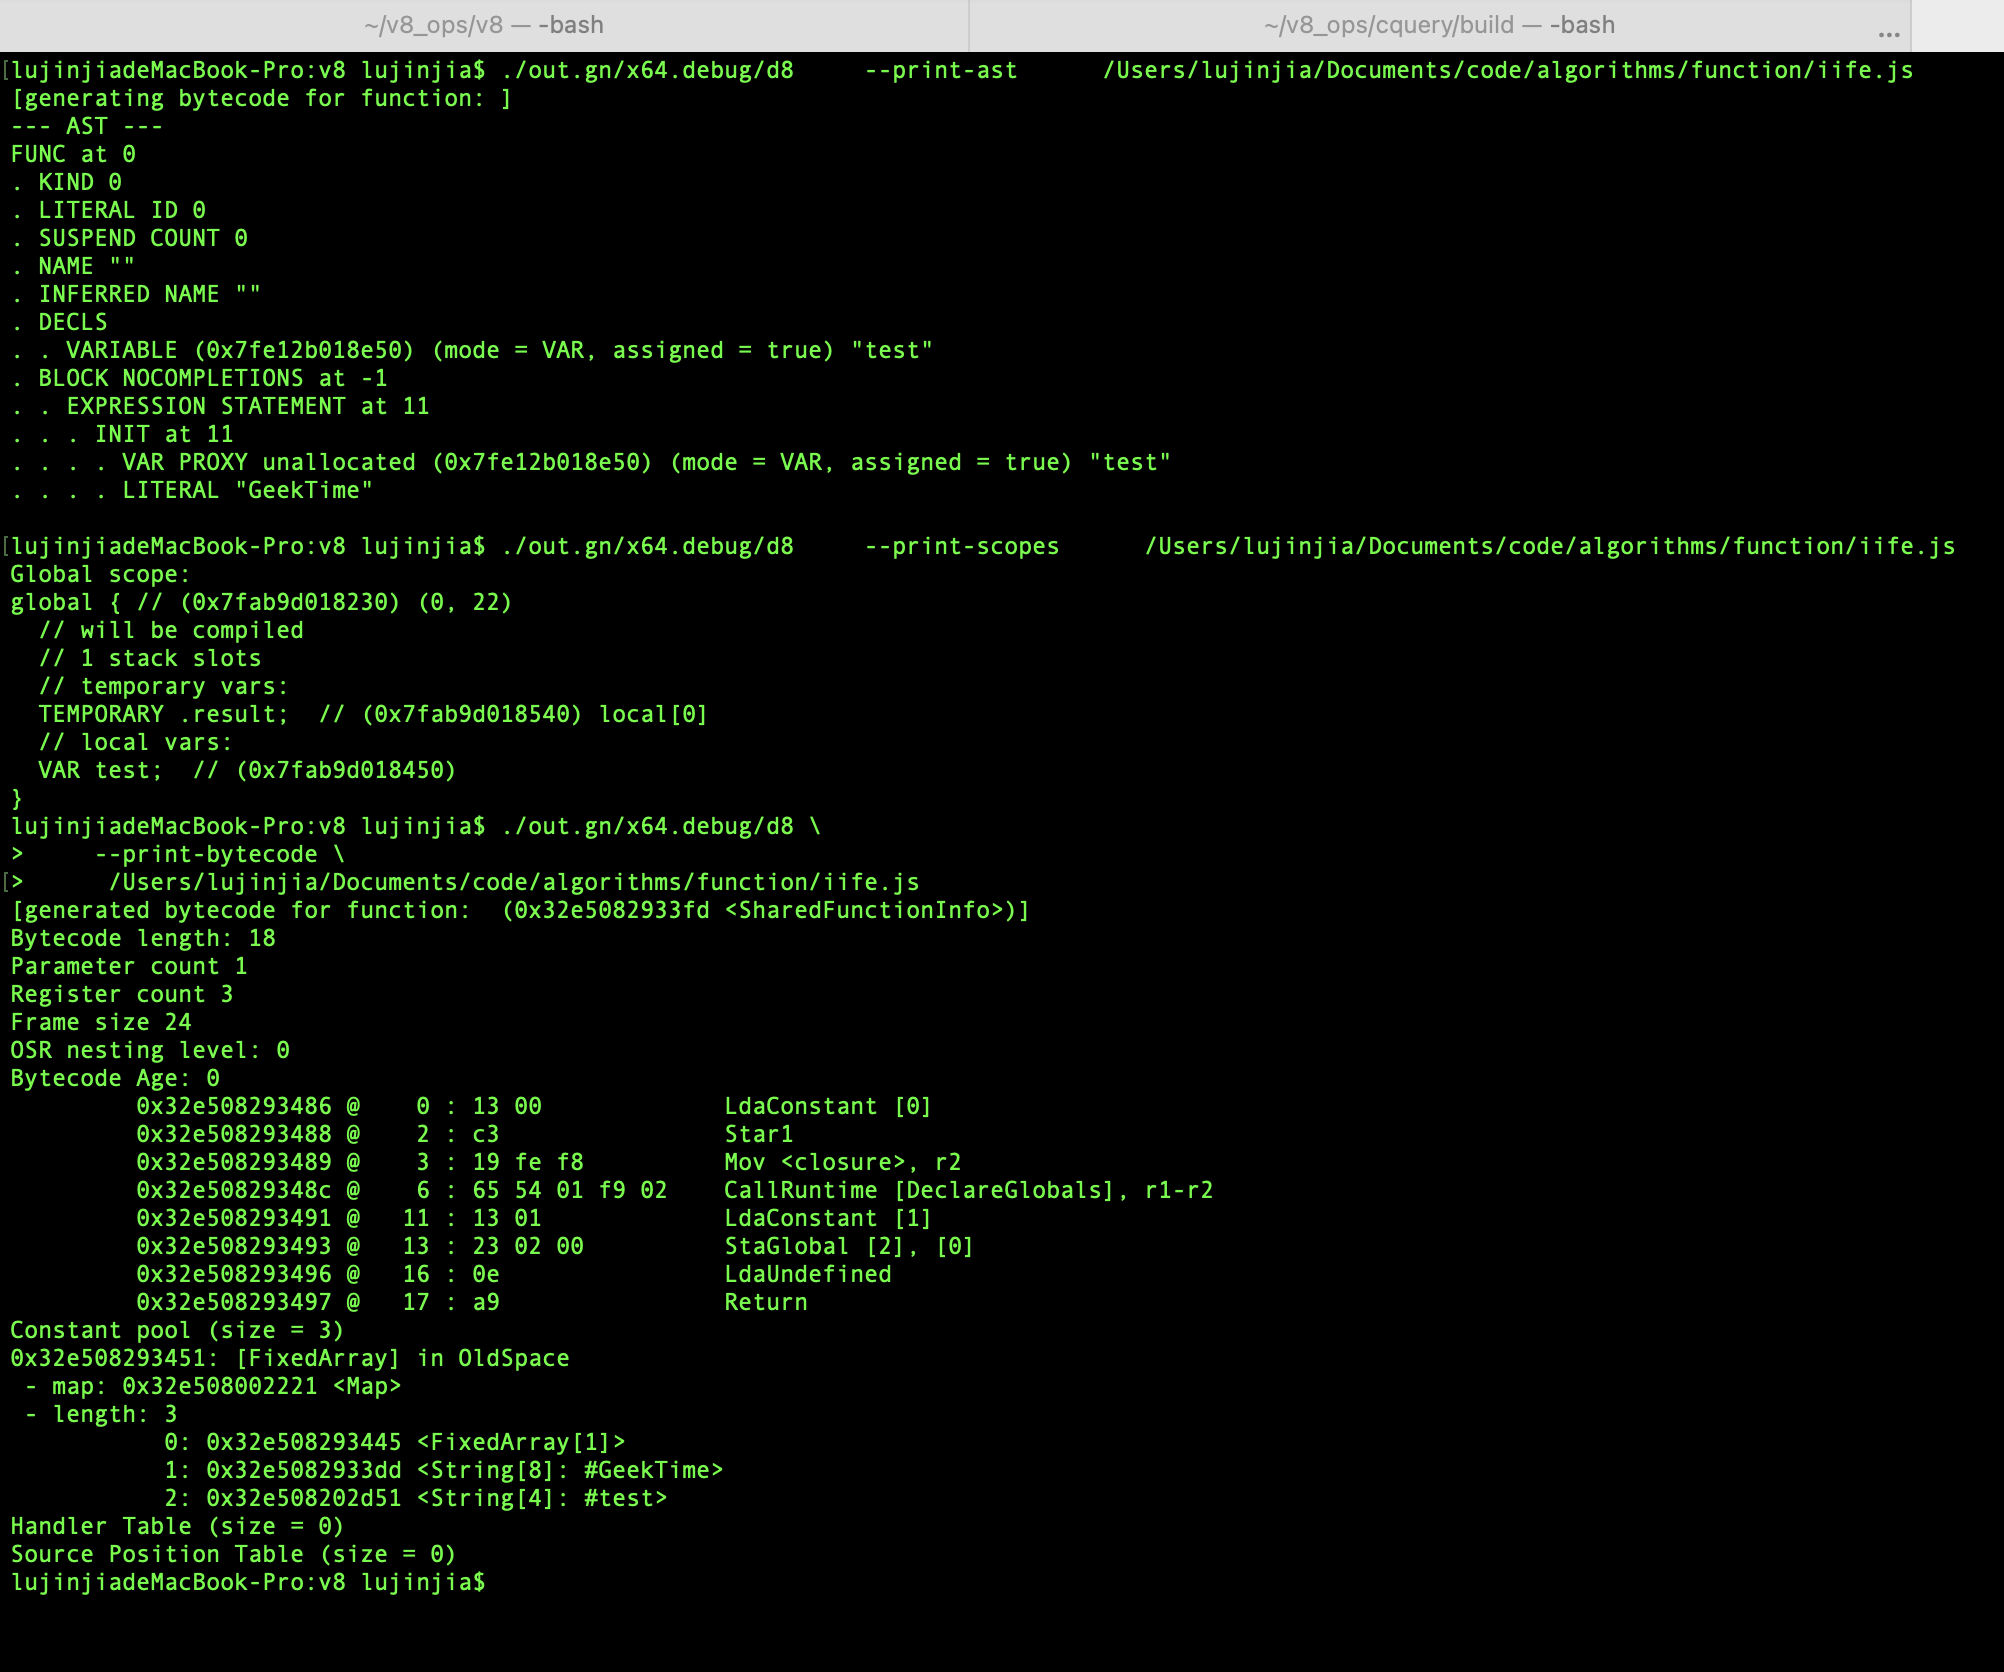 ~/v8_ops/v8 — -bash
~/v8_ops/cquery/build — -bash ...
[lujinjiadeMacBook-Pro:v8 lujinjia$ ./out.gn/x64.debug/d8     --print-ast      /Users/lujinjia/Documents/code/algorithms/function/iife.js
[generating bytecode for function: ]
--- AST ---
FUNC at 0
. KIND 0
. LITERAL ID 0
. SUSPEND COUNT 0
. NAME ""
. INFERRED NAME ""
. DECLS
. . VARIABLE (0x7fe12b018e50) (mode = VAR, assigned = true) "test"
. BLOCK NOCOMPLETIONS at -1
. . EXPRESSION STATEMENT at 11
. . . INIT at 11
. . . . VAR PROXY unallocated (0x7fe12b018e50) (mode = VAR, assigned = true) "test"
. . . . LITERAL "GeekTime"
[lujinjiadeMacBook-Pro:v8 lujinjia$ ./out.gn/x64.debug/d8     --print-scopes      /Users/lujinjia/Documents/code/algorithms/function/iife.js
Global scope:
global { // (0x7fab9d018230) (0, 22)
  // will be compiled
  // 1 stack slots
  // temporary vars:
  TEMPORARY .result;  // (0x7fab9d018540) local[0]
  // local vars:
  VAR test;  // (0x7fab9d018450)
}
lujinjiadeMacBook-Pro:v8 lujinjia$ ./out.gn/x64.debug/d8 \
>     --print-bytecode \
[>      /Users/lujinjia/Documents/code/algorithms/function/iife.js
[generated bytecode for function:  (0x32e5082933fd <SharedFunctionInfo>)]
Bytecode length: 18
Parameter count 1
Register count 3
Frame size 24
OSR nesting level: 0
Bytecode Age: 0
         0x32e508293486 @    0 : 13 00             LdaConstant [0]
         0x32e508293488 @    2 : c3                Star1
         0x32e508293489 @    3 : 19 fe f8          Mov <closure>, r2
         0x32e50829348c @    6 : 65 54 01 f9 02    CallRuntime [DeclareGlobals], r1-r2
         0x32e508293491 @   11 : 13 01             LdaConstant [1]
         0x32e508293493 @   13 : 23 02 00          StaGlobal [2], [0]
         0x32e508293496 @   16 : 0e                LdaUndefined
         0x32e508293497 @   17 : a9                Return
Constant pool (size = 3)
0x32e508293451: [FixedArray] in OldSpace
 - map: 0x32e508002221 <Map>
 - length: 3
           0: 0x32e508293445 <FixedArray[1]>
           1: 0x32e5082933dd <String[8]: #GeekTime>
           2: 0x32e508202d51 <String[4]: #test>
Handler Table (size = 0)
Source Position Table (size = 0)
lujinjiadeMacBook-Pro:v8 lujinjia$